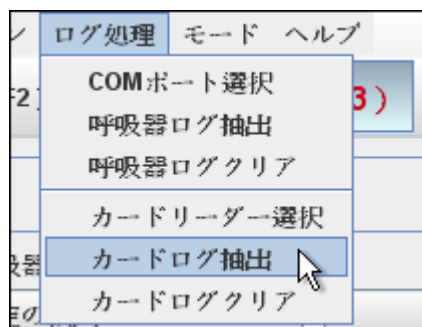 ン ログ処理 モード ヘルプ
F2
3)
COMポート選択
呼吸器ログ抽出
呼吸器ログクリア
カードリーダー選択
カードログ抽出
カードログクリア